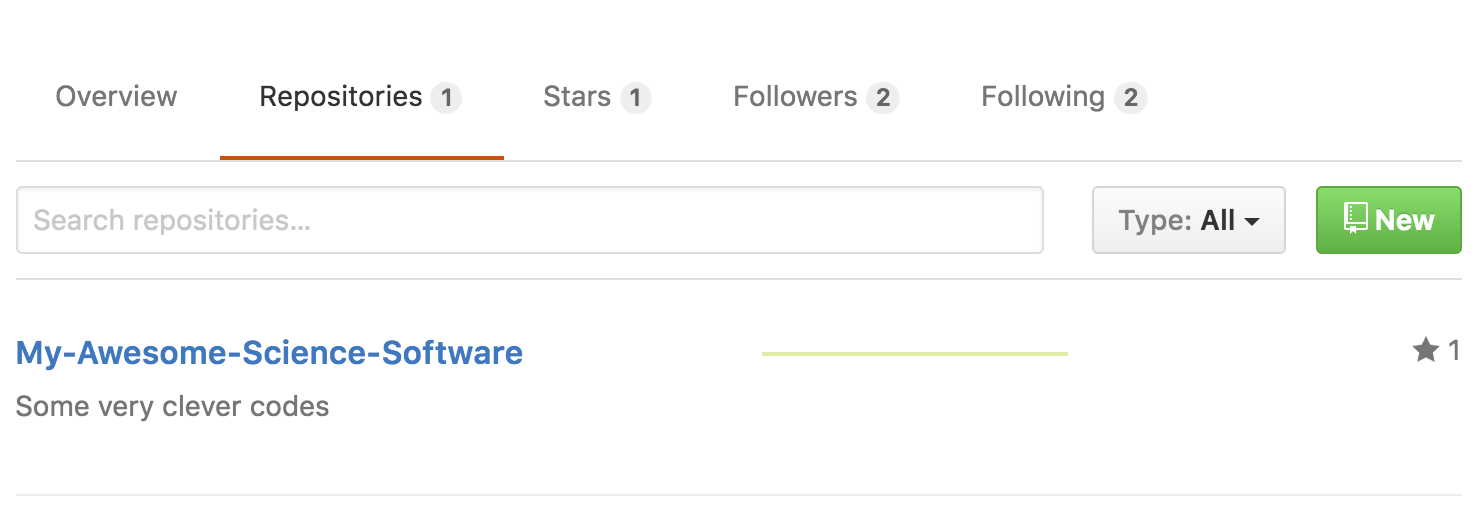 Overview Repositories 1 Stars 1 Followers 2 Following 2
Search repositories... Type: All New
My-Awesome-Science-Software 1
Some very clever codes